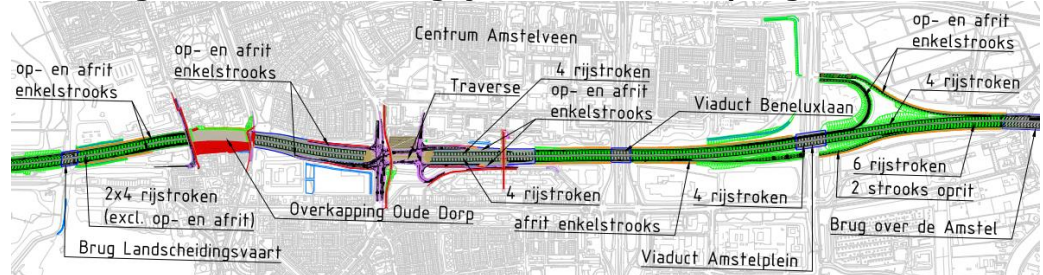 op- en afrit
enkelstrooks
op- en afrit
enkelstrooks
Centrum Amstelveen
Traverse
4 rijstroken
op- en afrit
enkelstrooks
Viaduct Beneluxlaan
op- en afrit
enkelstrooks
4 rijstroken
2x4 rijstroken
(excl. op- en afrit)
Brug Landscheidingsvaart
Overkapping Oude Dorp
4 rijstroken
afrit enkelstrooks
4 rijstroken
Viaduct Amstelplein
6 rijstroken
2 strooks oprit
Brug over de Amstel